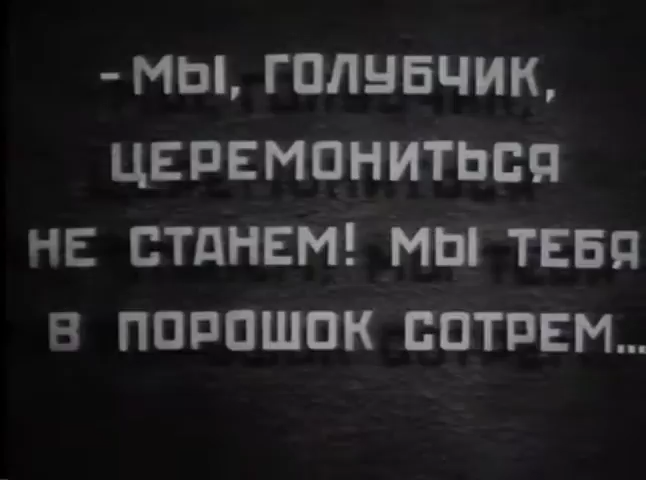 - МЫ, ГОЛУБЧИК,
ЦЕРЕМОНИТЬСЯ
НЕ СТАНЕМ! МЫ ТЕБЯ
В ПОРОШОК СОТРЕМ...